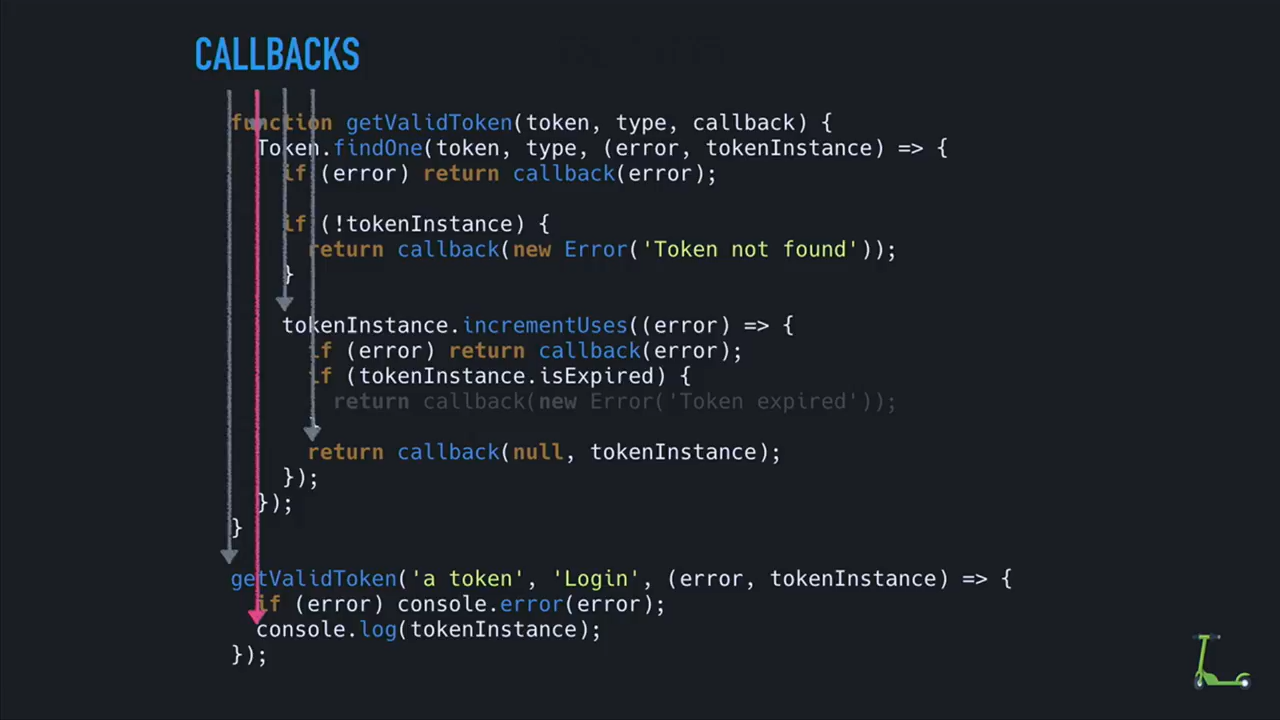 CALLBACKS
function getValidToken(token, type, callback) {
Token.findOne(token, type, (error, tokenInstance) => {
if (error) return callback(error);
if (!tokenInstance) {
return callback(new Error('Token not found'));
}
tokenInstance.incrementUses((error) => {
if (error) return callback(error);
if (tokenInstance.isExpired) {
return callback(new Error('Token expired'));
}
return callback(null, tokenInstance);
});
});
}
getValidToken('a token', 'Login', (error, tokenInstance) => {
if (error) console.error(error);
console.log(tokenInstance);
});